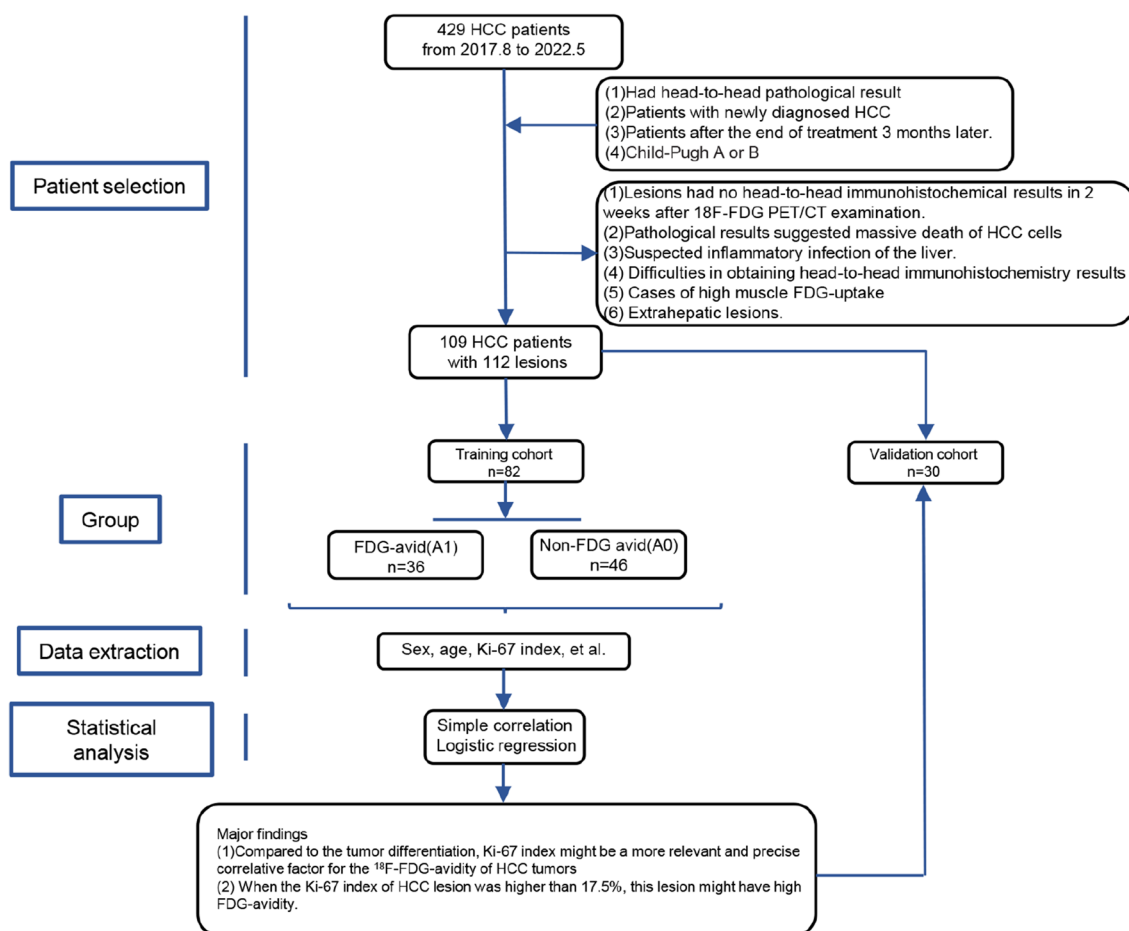 429 HCC patients
from 2017.8 to 2022.5
(1)Had head-to-head pathological result
(2)Patients with newly diagnosed HCC
(3)Patients after the end of treatment 3 months later.
(4)Child-Pugh A or B
Patient selection
(1)Lesions had no head-to-head immunohistochemical results in 2
weeks after 18F-FDG PET/CT examination.
(2)Pathological results suggested massive death of HCC cells
(3)Suspected inflammatory infection of the liver.
(4) Difficulties in obtaining head-to-head immunohistochemistry results
(5) Cases of high muscle FDG-uptake
(6) Extrahepatic lesions.
109 HCC patients
with 112 lesions
Training cohort
n=82
Validation cohort
n=30
Group
FDG-avid(A1)
n=36
Non-FDG avid(A0)
n=46
Data extraction
Sex, age, Ki-67 index, et al.
Statistical
analysis
Simple correlation
Logistic regression
Major findings
(1)Compared to the tumor differentiation, Ki-67 index might be a more relevant and precise
correlative factor for the ¹⁸F-FDG-avidity of HCC tumors
(2) When the Ki-67 index of HCC lesion was higher than 17.5%, this lesion might have high
FDG-avidity.